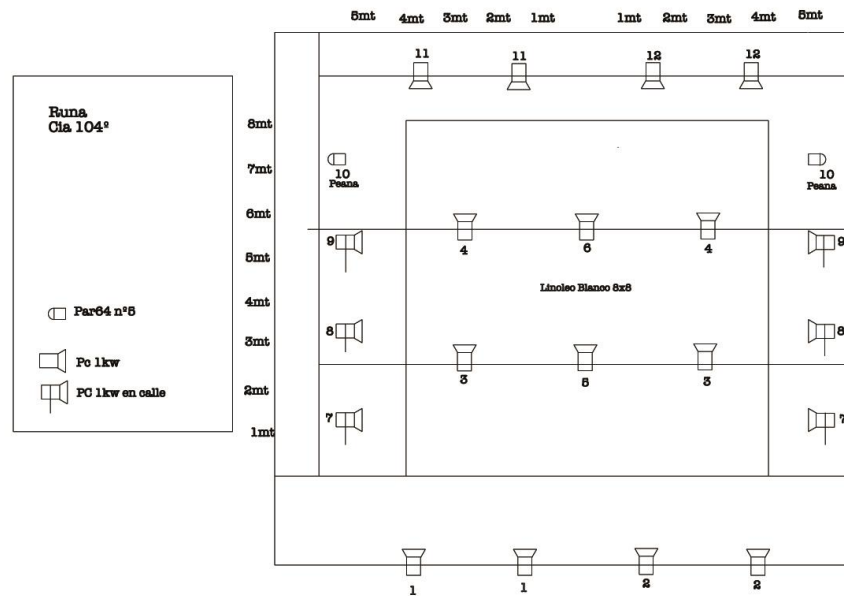 5mt 4mt 3mt 2mt 1mt 1mt 2mt 3mt 4mt 5mt
11 11 12 12
Runa
Cia 104º
8mt
7mt
10
Peana
10
Peana
6mt
9 4 6 4 9
5mt
Linoleo Blanco 8x8
4mt
Par64 nº5
8 8
3mt
Pc 1kw
3 5 3
PC 1kw en calle
2mt
7 7
1mt
1 1 2 2